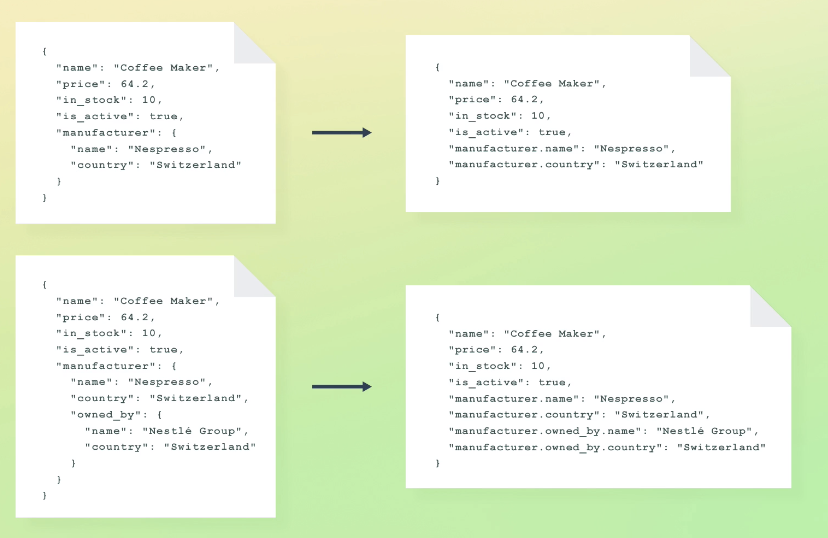 {
"name": "Coffee Maker",
"price": 64.2,
"in_stock": 10,
"is_active": true,
"manufacturer": {
"name": "Nespresso",
"country": "Switzerland"
}
}
{
"name": "Coffee Maker",
"price": 64.2,
"in_stock": 10,
"is_active": true,
"manufacturer.name": "Nespresso",
"manufacturer.country": "Switzerland"
}
{
"name": "Coffee Maker",
"price": 64.2,
"in_stock": 10,
"is_active": true,
"manufacturer": {
"name": "Nespresso",
"country": "Switzerland",
"owned_by": {
"name": "Nestlé Group",
"country": "Switzerland"
}
}
}
{
"name": "Coffee Maker",
"price": 64.2,
"in_stock": 10,
"is_active": true,
"manufacturer.name": "Nespresso",
"manufacturer.country": "Switzerland",
"manufacturer.owned_by.name": "Nestlé Group",
"manufacturer.owned_by.country": "Switzerland"
}